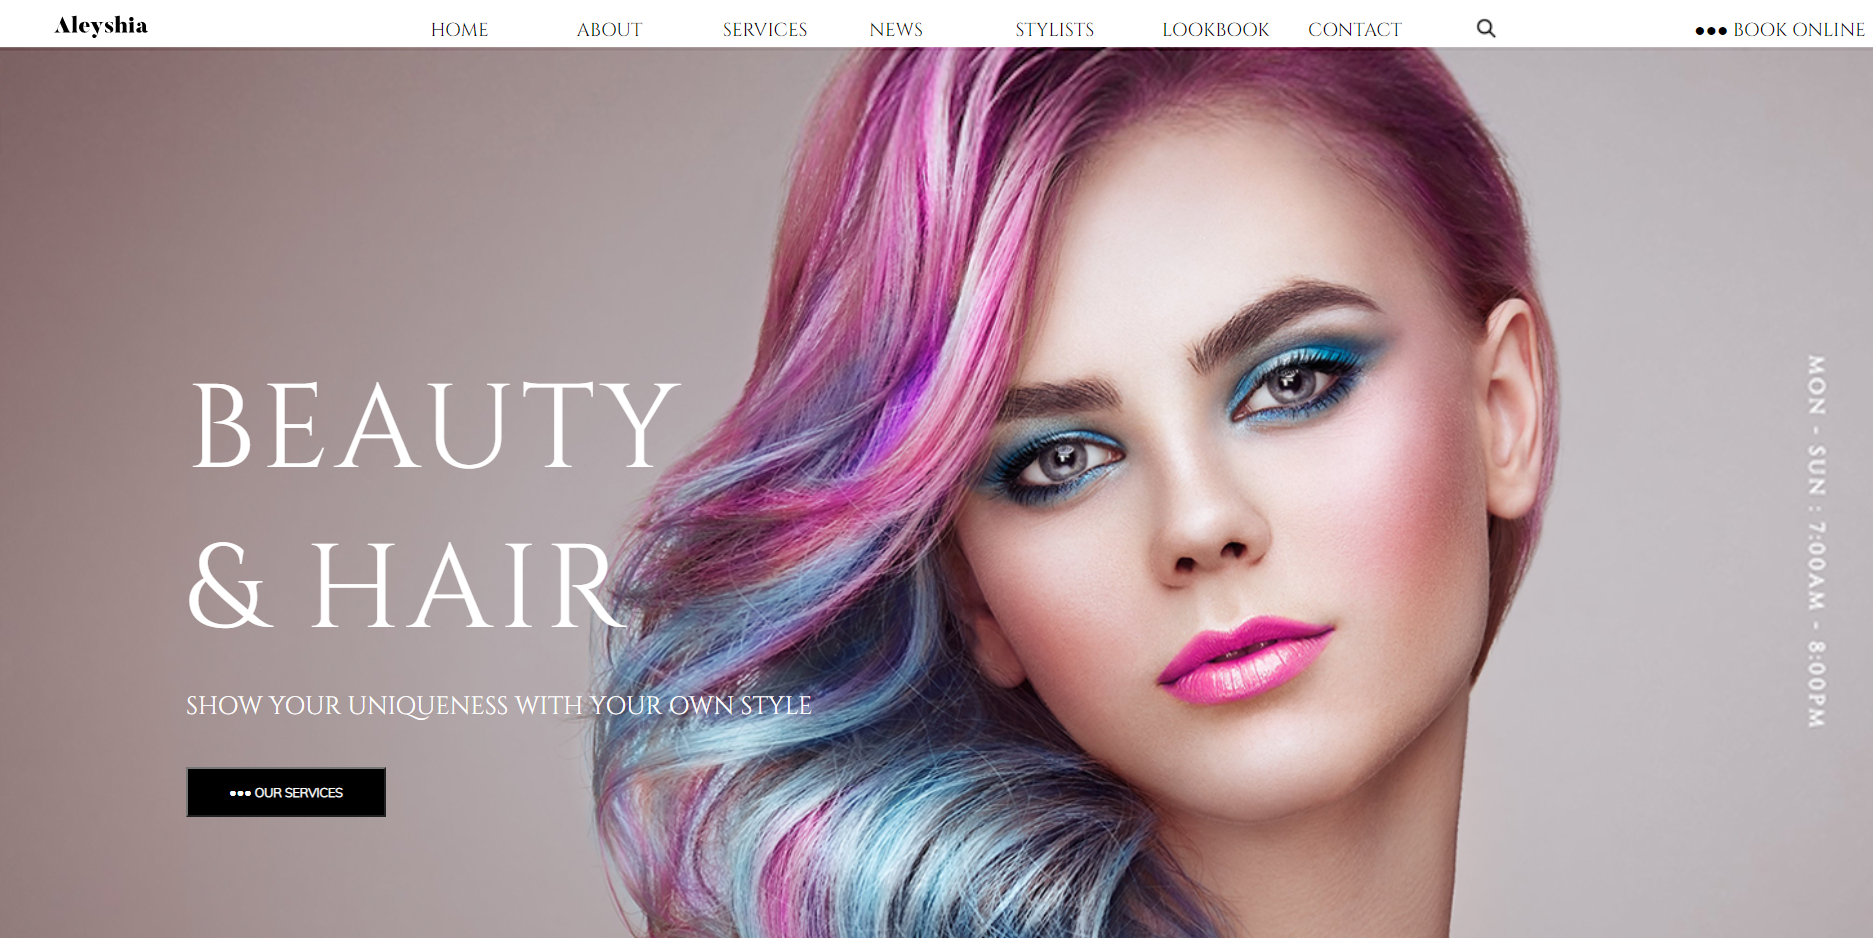 Aleyshia
HOME ABOUT SERVICES NEWS STYLISTS LOOKBOOK CONTACT
●●● BOOK ONLINE
BEAUTY
& HAIR
SHOW YOUR UNIQUENESS WITH YOUR OWN STYLE
●●● OUR SERVICES
MON - SUN : 7:00AM - 8:00PM